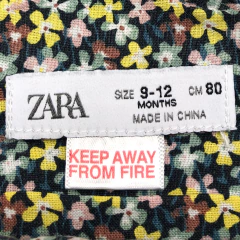 ZARA
SIZE 9-12 CM 80
MONTHS
MADE IN CHINA
KEEP AWAY
FROM FIRE